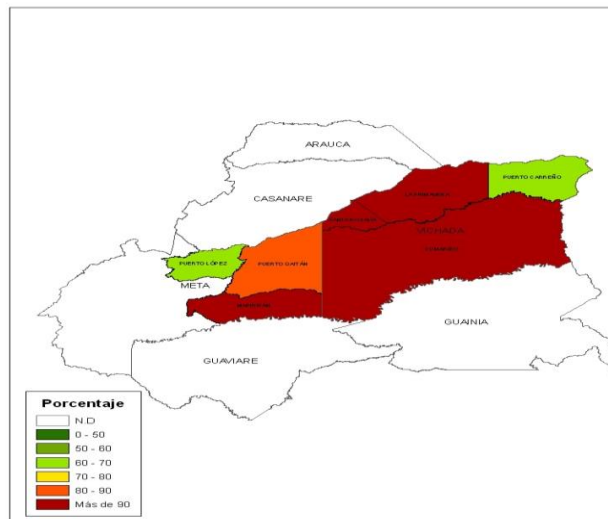 ARAUCA
PUERTO CARREÑO
CASANARE
VICHADA
PUERTO LÓPEZ
PUERTO GAITÁN
META
GUAINIA
GUAVIARE
Porcentaje
N.D
0 - 50
50 - 60
60 - 70
70 - 80
80 - 90
Más de 90